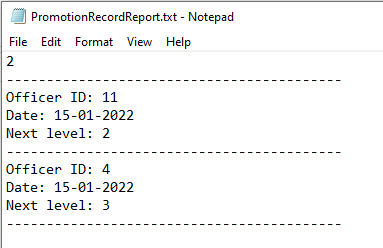 PromotionRecordReport.txt - Notepad
File Edit Format View Help
2
------------------------------------------
Officer ID: 11
Date: 15-01-2022
Next level: 2
------------------------------------------
Officer ID: 4
Date: 15-01-2022
Next level: 3
------------------------------------------